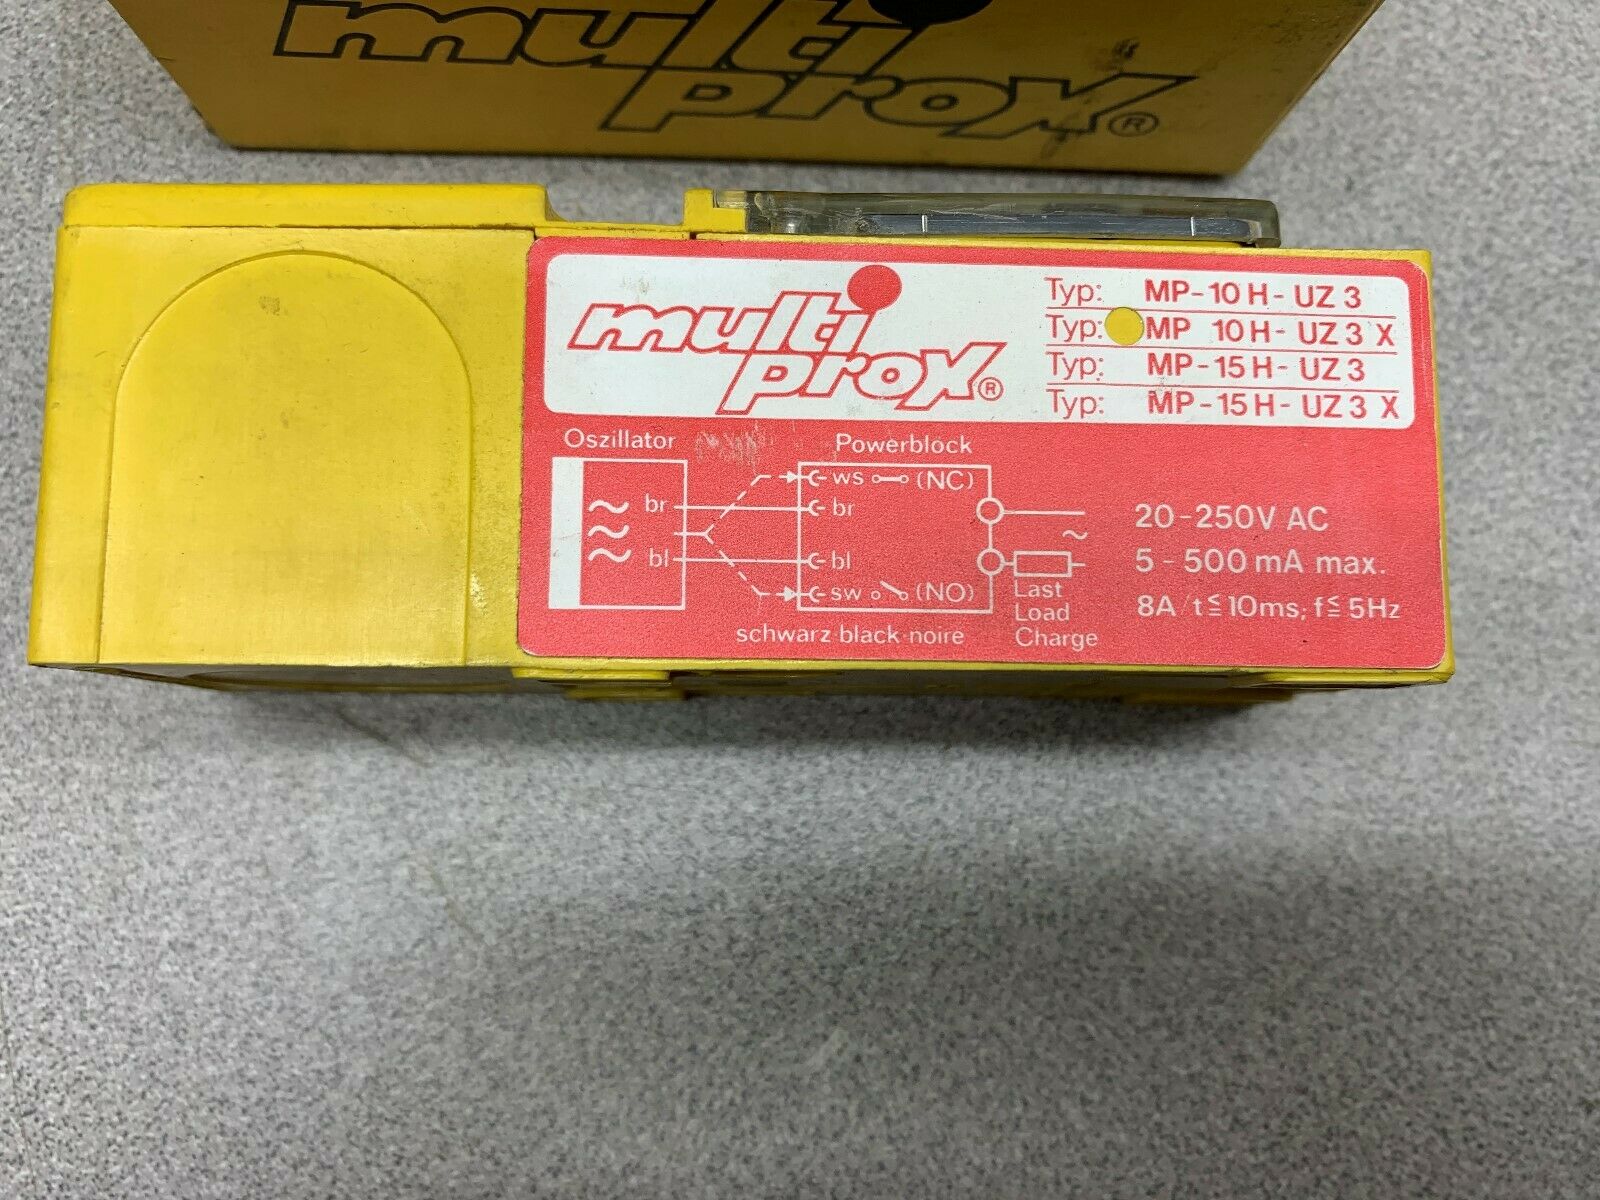 multi
prox®
multi
prox®
Typ: MP-10 H- UZ 3
Typ: MP 10 H- UZ 3 X
Typ: MP-15 H- UZ 3
Typ: MP-15 H- UZ 3 X
Oszillator
Powerblock
ws (NC)
br br
bl bl
sw (NO)
schwarz·black·noire
Last
Load
Charge
20-250V AC
5-500 mA max.
8A/t≦10ms; f≦5Hz